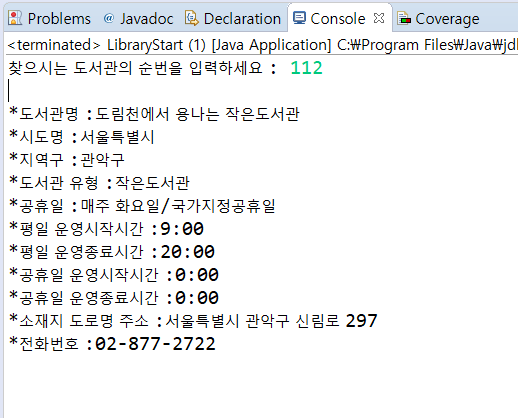 Problems @ Javadoc Declaration Console Coverage
<terminated> LibraryStart (1) [Java Application] C:₩Program Files₩Java₩jd
찾으시는 도서관의 순번을 입력하세요 : 112
*도서관명 :도림천에서 용나는 작은도서관
*시도명 :서울특별시
*지역구 :관악구
*도서관 유형 :작은도서관
*공휴일 :매주 화요일/국가지정공휴일
*평일 운영시작시간 :9:00
*평일 운영종료시간 :20:00
*공휴일 운영시작시간 :0:00
*공휴일 운영종료시간 :0:00
*소재지 도로명 주소 :서울특별시 관악구 신림로 297
*전화번호 :02-877-2722